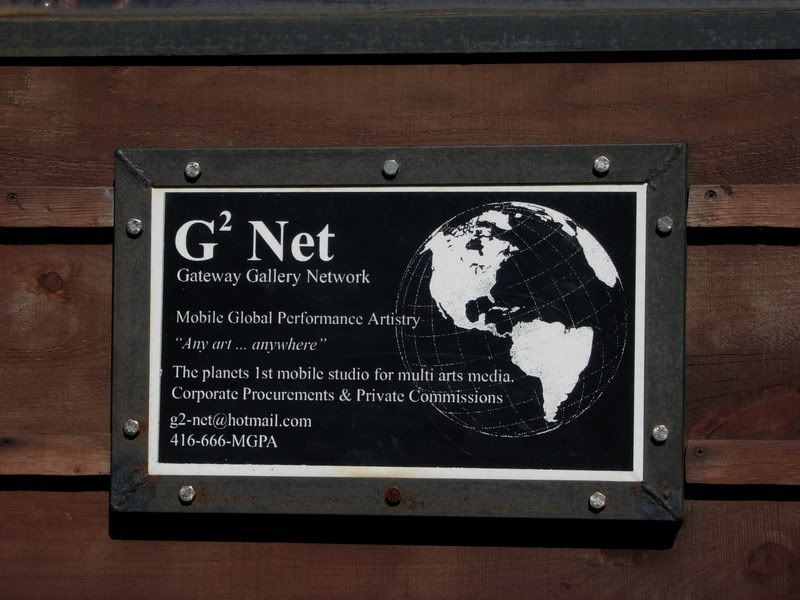 G² Net
Gateway Gallery Network
Mobile Global Performance Artistry
“Any art ... anywhere”
The planets 1st mobile studio for multi arts media.
Corporate Procurements & Private Commissions
g2-net@hotmail.com
416-666-MGPA